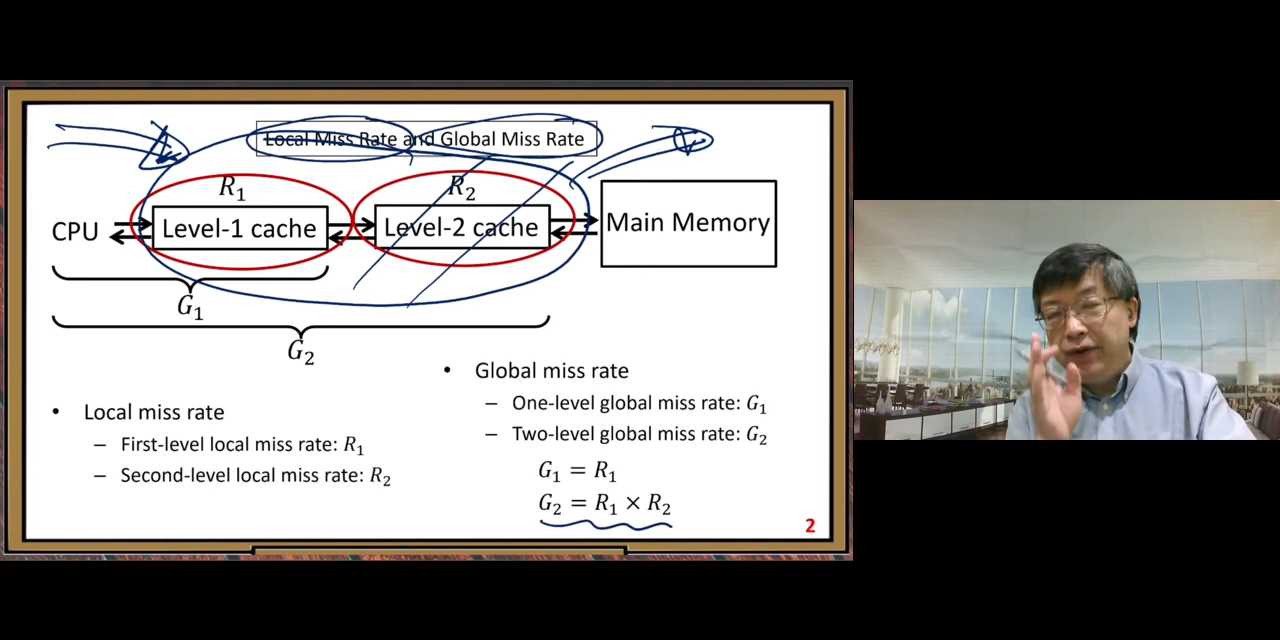 Local Miss Rate and Global Miss Rate
R₁
R₂
CPU
Level-1 cache
Level-2 cache
Main Memory
G₁
G₂
• Local miss rate
– First-level local miss rate: R₁
– Second-level local miss rate: R₂
• Global miss rate
– One-level global miss rate: G₁
– Two-level global miss rate: G₂
G₁ = R₁
G₂ = R₁ × R₂
2